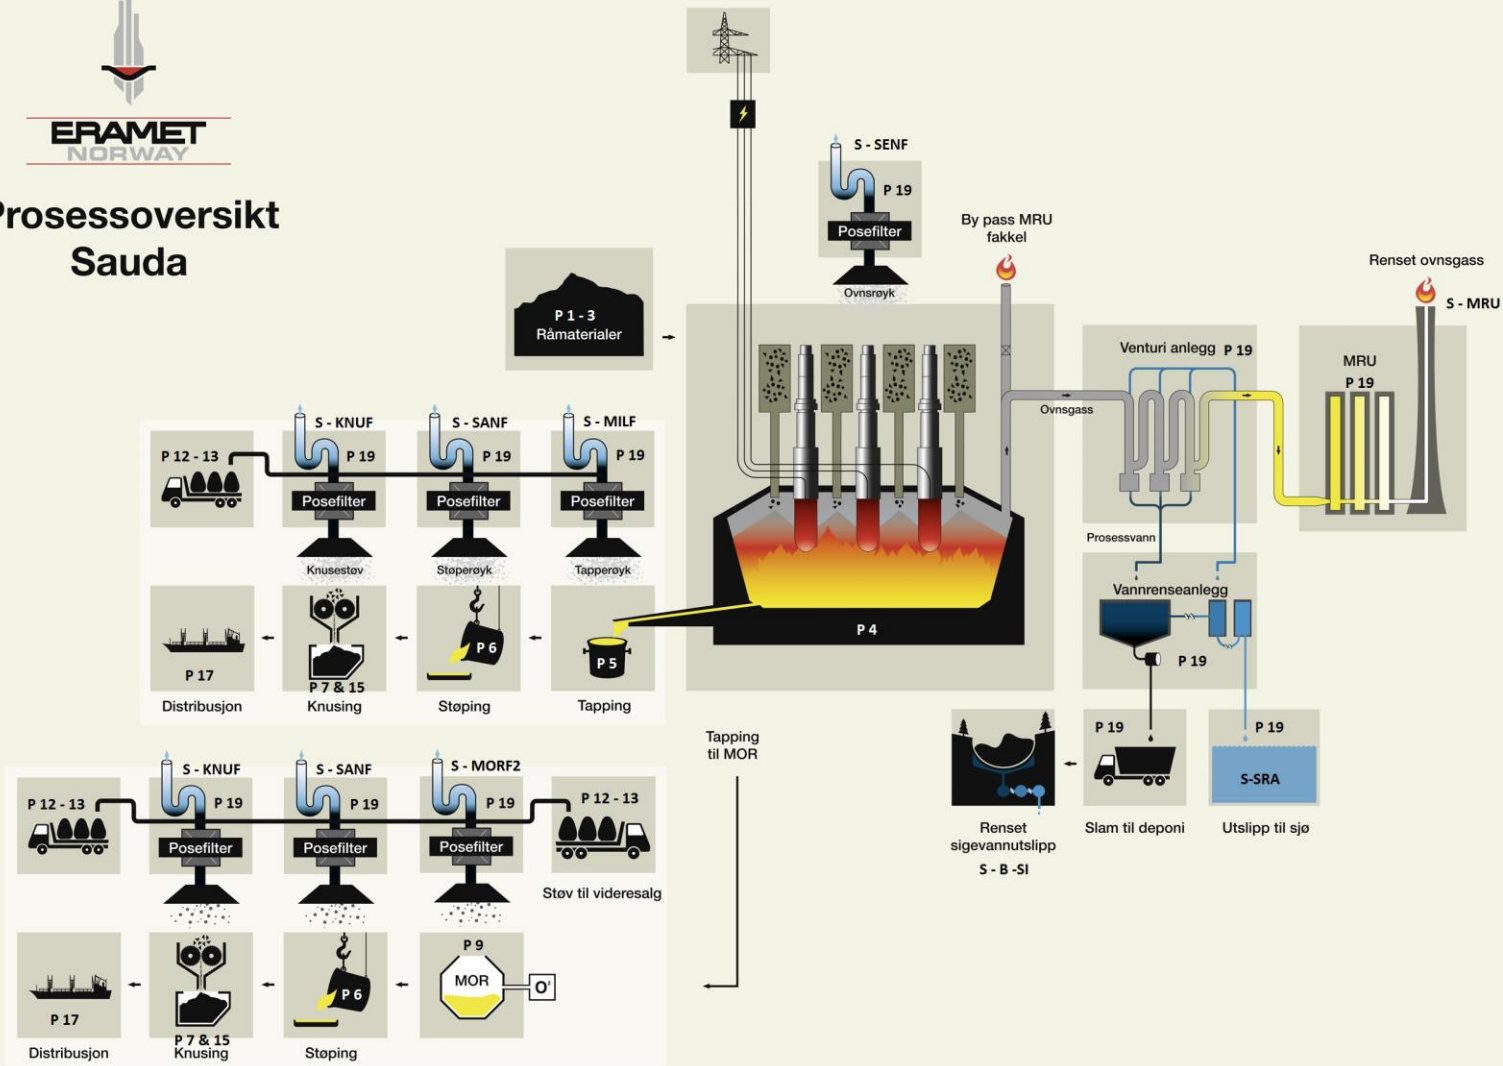 ERAMET
NORWAY
Prosessoversikt
Sauda
S - SENF
P 19
Posefilter
Ovnsrøyk
By pass MRU
fakkel
Renset ovnsgass
S - MRU
P 1 - 3
Råmaterialer
Venturi anlegg P 19
MRU
P 19
Ovnsgass
Prosessvann
Vannrenseanlegg
P 19
P 4
S - KNUF
S - SANF
S - MILF
P 12 - 13
P 19
P 19
P 19
Posefilter
Posefilter
Posefilter
Knusestøv
Støperøyk
Tapperøyk
P 17
P 7 & 15
P 6
P 5
Distribusjon
Knusing
Støping
Tapping
Tapping
til MOR
P 19
P 19
S-SRA
Renset
sigevannutslipp
S - B -SI
Slam til deponi
Utslipp til sjø
S - KNUF
S - SANF
S - MORF2
P 12 - 13
P 19
P 19
P 19
P 12 - 13
Posefilter
Posefilter
Posefilter
Støv til videresalg
P 9
MOR
O²
P 6
P 17
P 7 & 15
Distribusjon
Knusing
Støping